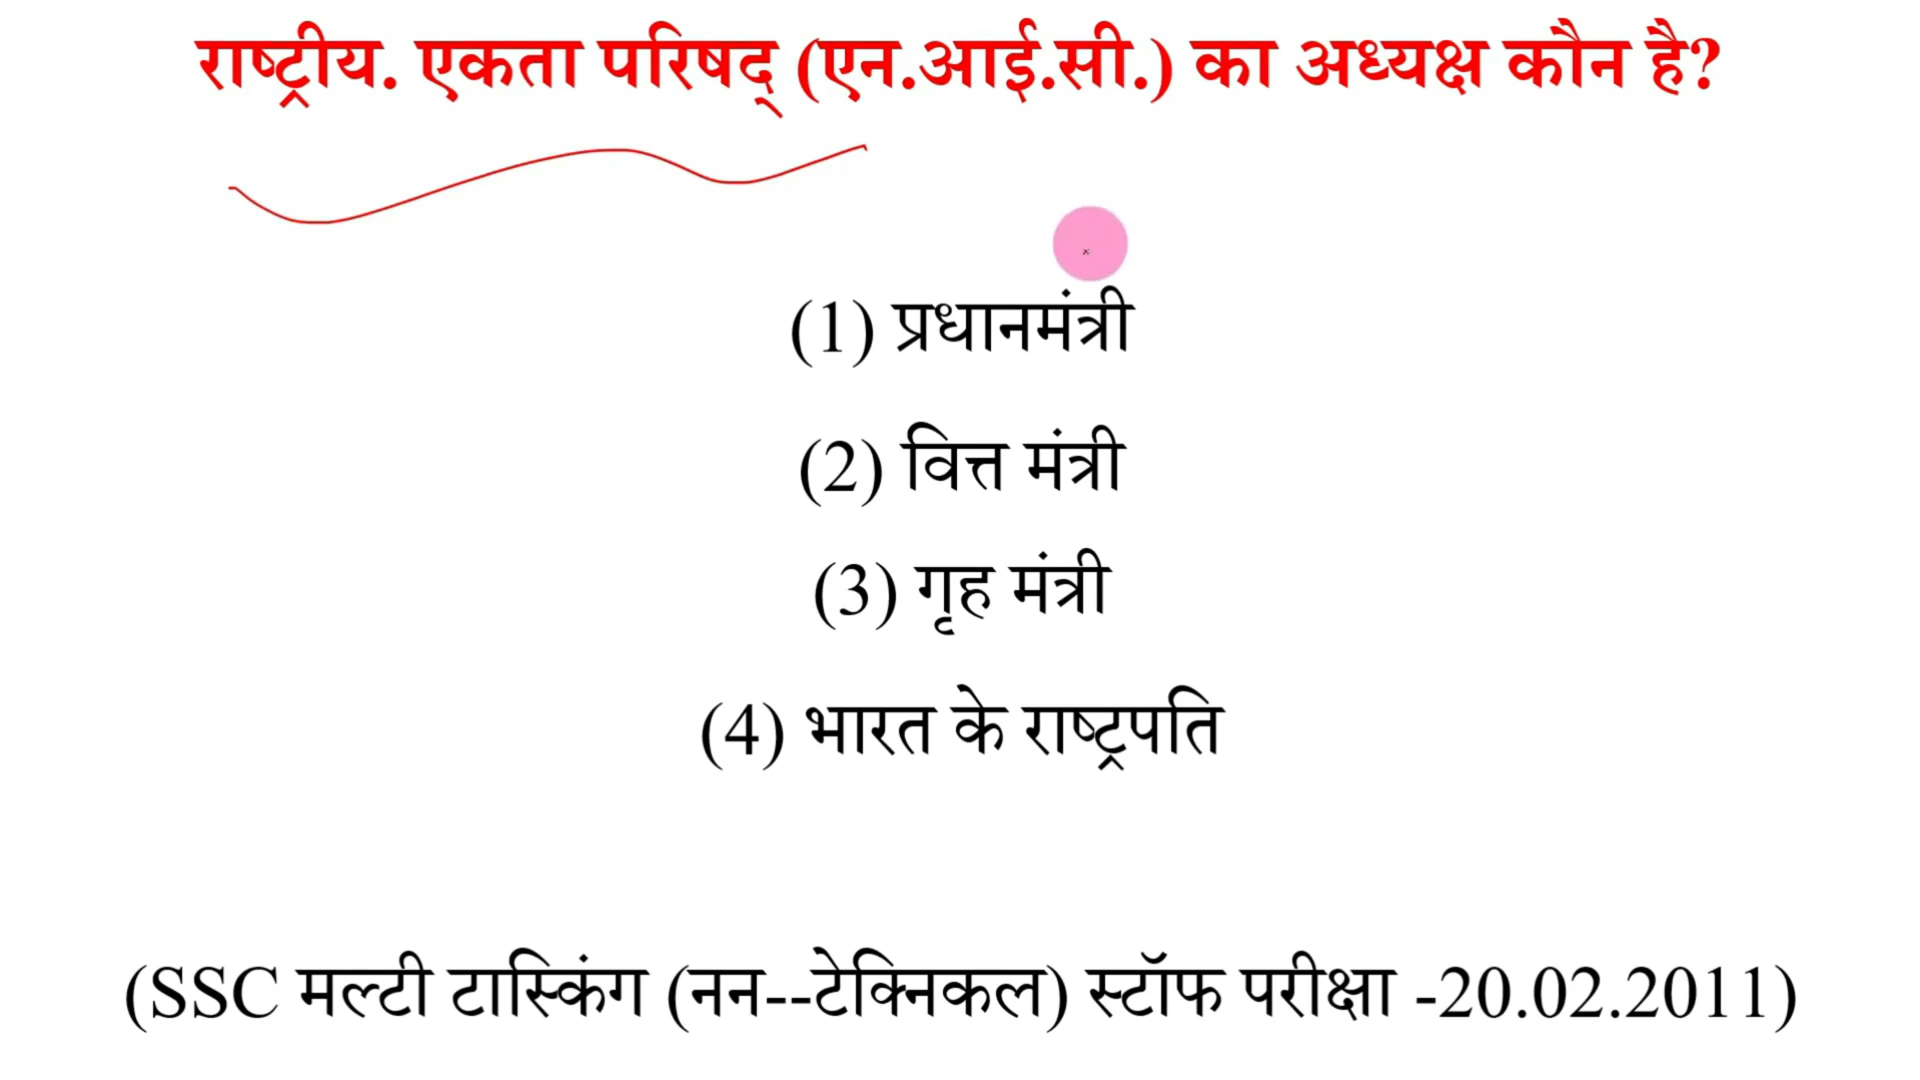 राष्ट्रीय. एकता परिषद् (एन.आई.सी.) का अध्यक्ष कौन है?
(1) प्रधानमंत्री
(2) वित्त मंत्री
(3) गृह मंत्री
(4) भारत के राष्ट्रपति
(SSC मल्टी टास्किंग (नन--टेक्निकल) स्टॉफ परीक्षा -20.02.2011)